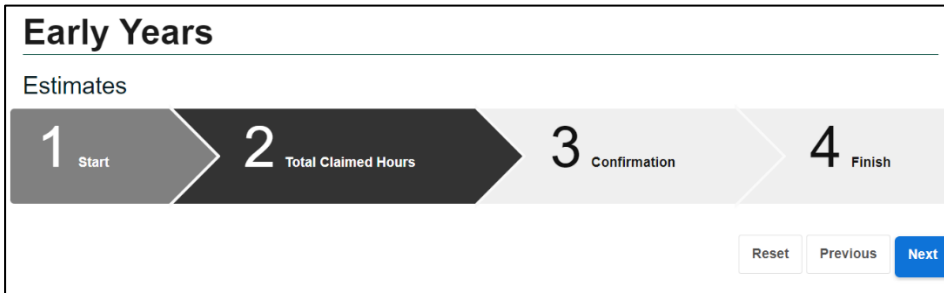 Early Years
Estimates
1 Start 2 Total Claimed Hours 3 Confirmation 4 Finish
Reset Previous Next